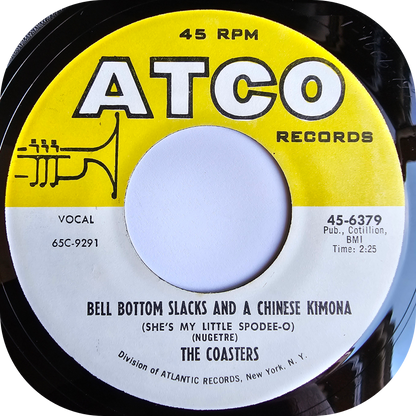 45 RPM
ATCO
RECORDS
VOCAL
65C-9291
45-6379
Pub., Cotillion,
BMI
Time: 2:25
BELL BOTTOM SLACKS AND A CHINESE KIMONA
(SHE'S MY LITTLE SPODEE-O)
(NUGETRE)
THE COASTERS
Division of ATLANTIC RECORDS, New York, N. Y.